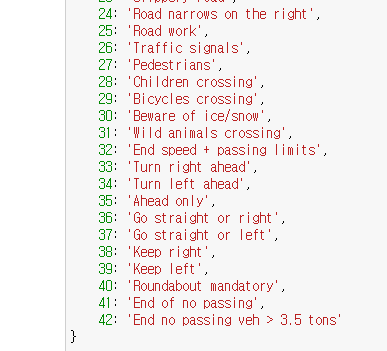 24: 'Road narrows on the right',
25: 'Road work',
26: 'Traffic signals',
27: 'Pedestrians',
28: 'Children crossing',
29: 'Bicycles crossing',
30: 'Beware of ice/snow',
31: 'Wild animals crossing',
32: 'End speed + passing limits',
33: 'Turn right ahead',
34: 'Turn left ahead',
35: 'Ahead only',
36: 'Go straight or right',
37: 'Go straight or left',
38: 'Keep right',
39: 'Keep left',
40: 'Roundabout mandatory',
41: 'End of no passing',
42: 'End no passing veh > 3.5 tons'
}